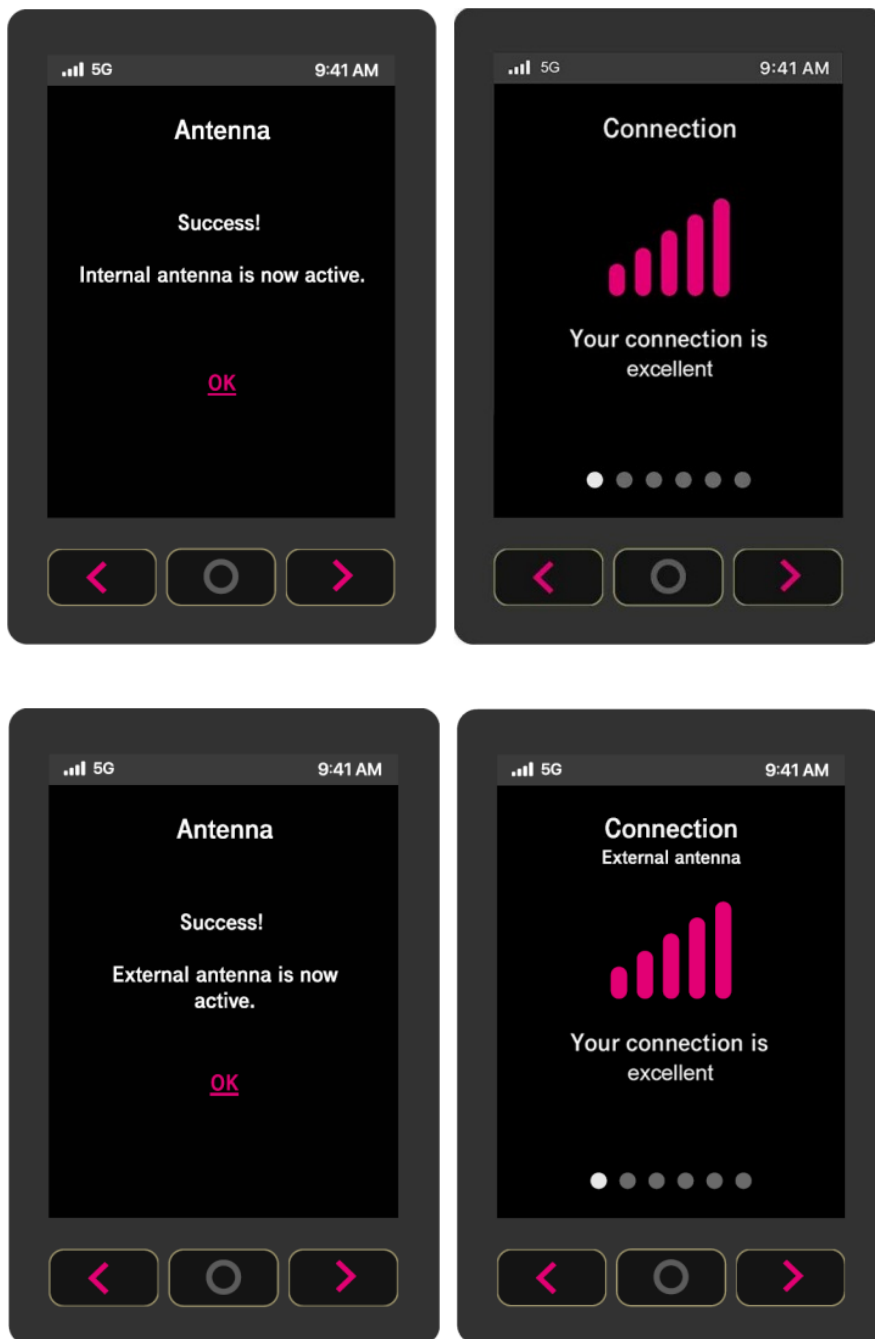 5G 9:41 AM
Antenna
Success!
Internal antenna is now active.
OK
5G 9:41 AM
Connection
Your connection is
excellent
5G 9:41 AM
Antenna
Success!
External antenna is now
active.
OK
5G 9:41 AM
Connection
External antenna
Your connection is
excellent